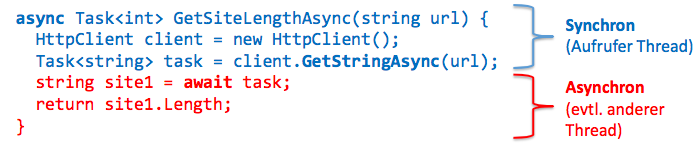 async Task<int> GetSiteLengthAsync(string url) {
HttpClient client = new HttpClient();
Task<string> task = client.GetStringAsync(url);
string site1 = await task;
return site1.Length;
}
Synchron
(Aufrufer Thread)
Asynchron
(evtl. anderer
Thread)